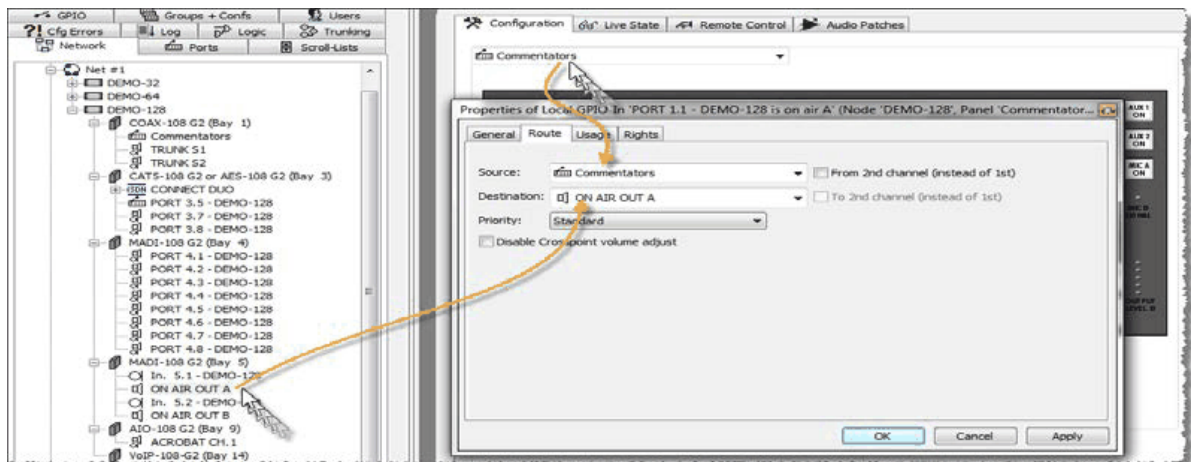 GPIO Groups + Confs Users
?! Cfg Errors Log Logic Trunking
Network Ports Scroll-Lists
Net #1
DEMO-32
DEMO-64
DEMO-128
COAX-108 G2 (Bay 1)
Commentators
TRUNK S1
TRUNK S2
CATS-108 G2 or AES-108 G2 (Bay 3)
CONNECT DUO
PORT 3.5 - DEMO-128
PORT 3.7 - DEMO-128
PORT 3.8 - DEMO-128
MADI-108 G2 (Bay 4)
PORT 4.1 - DEMO-128
PORT 4.2 - DEMO-128
PORT 4.3 - DEMO-128
PORT 4.4 - DEMO-128
PORT 4.5 - DEMO-128
PORT 4.6 - DEMO-128
PORT 4.7 - DEMO-128
PORT 4.8 - DEMO-128
MADI-108 G2 (Bay 5)
In. 5.1 - DEMO-128
ON AIR OUT A
In. 5.2 - DEMO
ON AIR OUT B
AIO-108 G2 (Bay 9)
ACROBAT CH.1
VoIP-108-G2 (Bay 14)
Configuration Live State Remote Control Audio Patches
Commentators
Properties of Local GPIO In 'PORT 1.1 - DEMO-128 is on air A' (Node 'DEMO-128', Panel 'Commentator...
General Route Usage Rights
Source: Commentators From 2nd channel (instead of 1st)
Destination: ON AIR OUT A To 2nd channel (instead of 1st)
Priority: Standard
Disable Crosspoint volume adjust
OK Cancel Apply
AUX 1
ON
AUX 2
ON
MIC A
ON